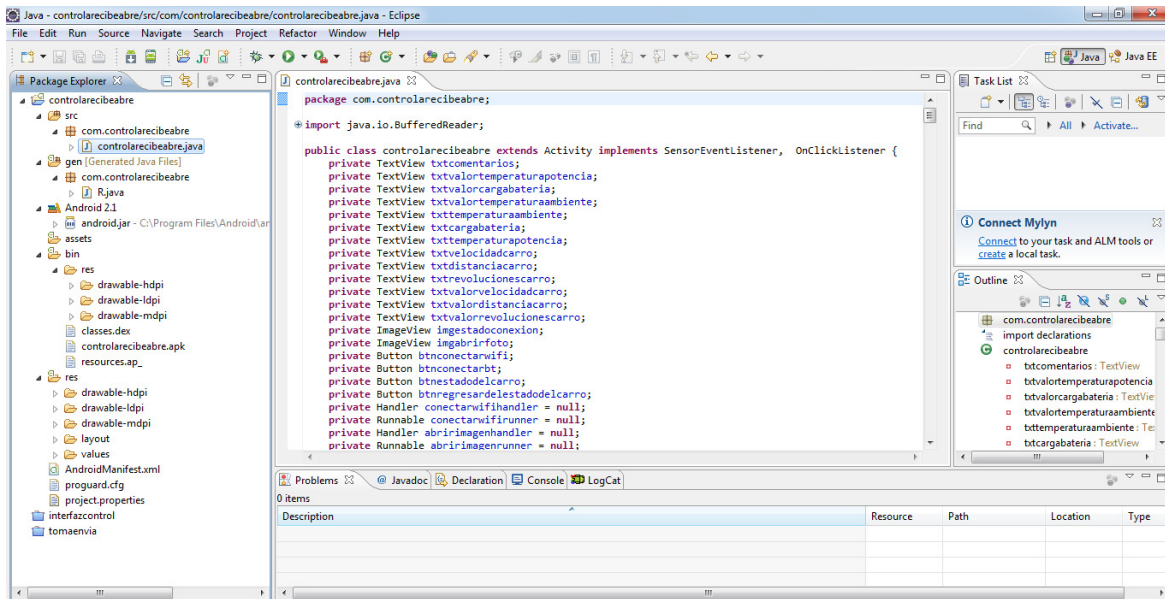 Java - controlarecibeabre/src/com/controlarecibeabre/controlarecibeabre.java - Eclipse
File Edit Run Source Navigate Search Project Refactor Window Help
Java
Java EE
Package Explorer
controlarecibeabre
src
com.controlarecibeabre
controlarecibeabre.java
gen [Generated Java Files]
com.controlarecibeabre
R.java
Android 2.1
android.jar - C:\Program Files\Android\ar
assets
bin
res
drawable-hdpi
drawable-ldpi
drawable-mdpi
classes.dex
controlarecibeabre.apk
resources.ap_
res
drawable-hdpi
drawable-ldpi
drawable-mdpi
layout
values
AndroidManifest.xml
proguard.cfg
project.properties
interfazcontrol
tomaenvia
controlarecibeabre.java
package com.controlarecibeabre;
import java.io.BufferedReader;
public class controlarecibeabre extends Activity implements SensorEventListener, OnClickListener {
private TextView txtcomentarios;
private TextView txtvalortemperaturapotencia;
private TextView txtvalorcargabateria;
private TextView txtvalortemperaturaambiente;
private TextView txttemperaturaambiente;
private TextView txtcargabateria;
private TextView txttemperaturapotencia;
private TextView txtvelocidadcarro;
private TextView txtdistanciacarro;
private TextView txtrevolucionescarro;
private TextView txtvalorvelocidadcarro;
private TextView txtvalordistanciacarro;
private TextView txtvalorrevolucionescarro;
private ImageView imgestadoconexion;
private ImageView imgabrirfoto;
private Button btnconectarwifi;
private Button btnconectarbt;
private Button btnestadodelcarro;
private Button btnregresardelestadodelcarro;
private Handler conectarwifihandler = null;
private Runnable conectarwifirunner = null;
private Handler abririmagenhandler = null;
private Runnable abririmagenrunner = null;
Task List
Find All Activate...
Connect Mylyn
Connect to your task and ALM tools or
create a local task.
Outline
com.controlarecibeabre
import declarations
controlarecibeabre
txtcomentarios : TextView
txtvalortemperaturapotencia
txtvalorcargabateria : TextVie
txtvalortemperaturaambiente
txttemperaturaambiente : Te
txtcargabateria : TextView
Problems @ Javadoc Declaration Console LogCat
0 items
Description Resource Path Location Type